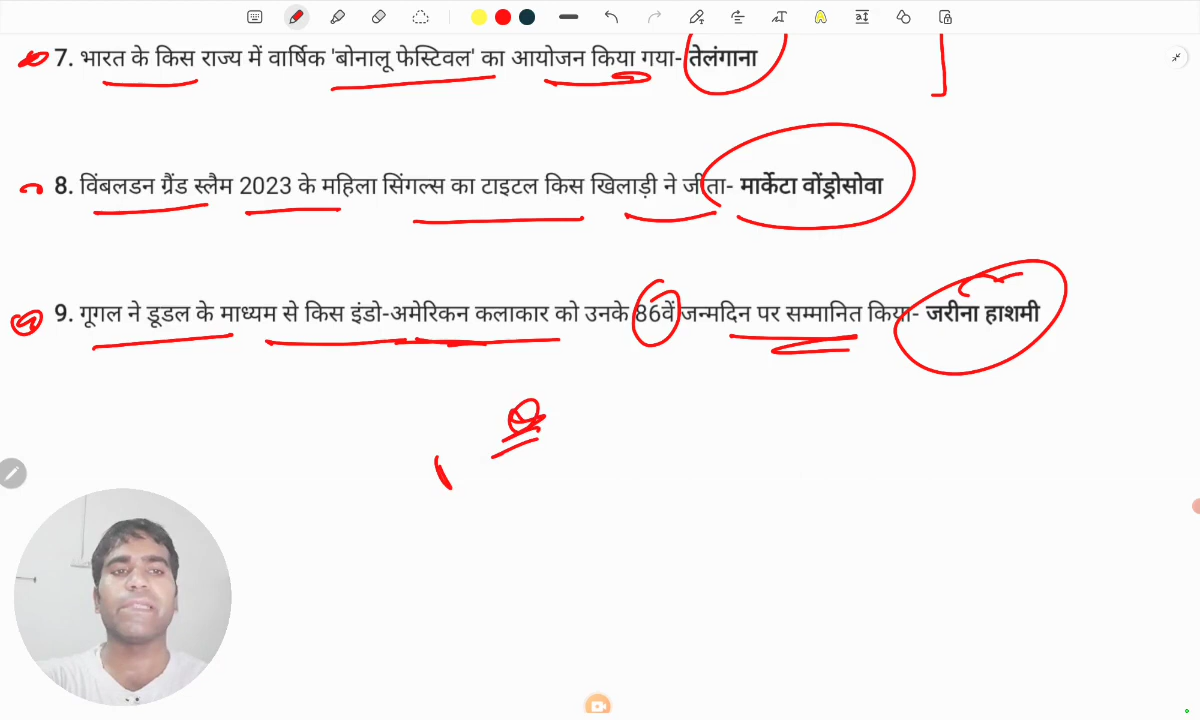 7. भारत के किस राज्य में वार्षिक 'बोनालू फेस्टिवल' का आयोजन किया गया- तेलंगाना
8. विंबलडन ग्रैंड स्लैम 2023 के महिला सिंगल्स का टाइटल किस खिलाड़ी ने जीता- मार्केटा वोंड्रोसोवा
9. गूगल ने डूडल के माध्यम से किस इंडो-अमेरिकन कलाकार को उनके 86वें जन्मदिन पर सम्मानित किया- जरीना हाशमी